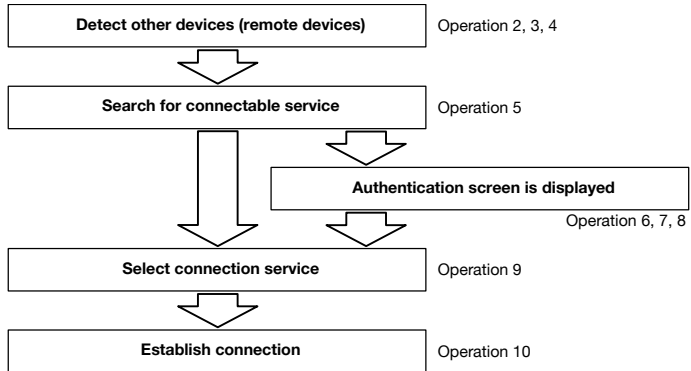 Detect other devices (remote devices)
Operation 2, 3, 4
Search for connectable service
Operation 5
Authentication screen is displayed
Operation 6, 7, 8
Select connection service
Operation 9
Establish connection
Operation 10